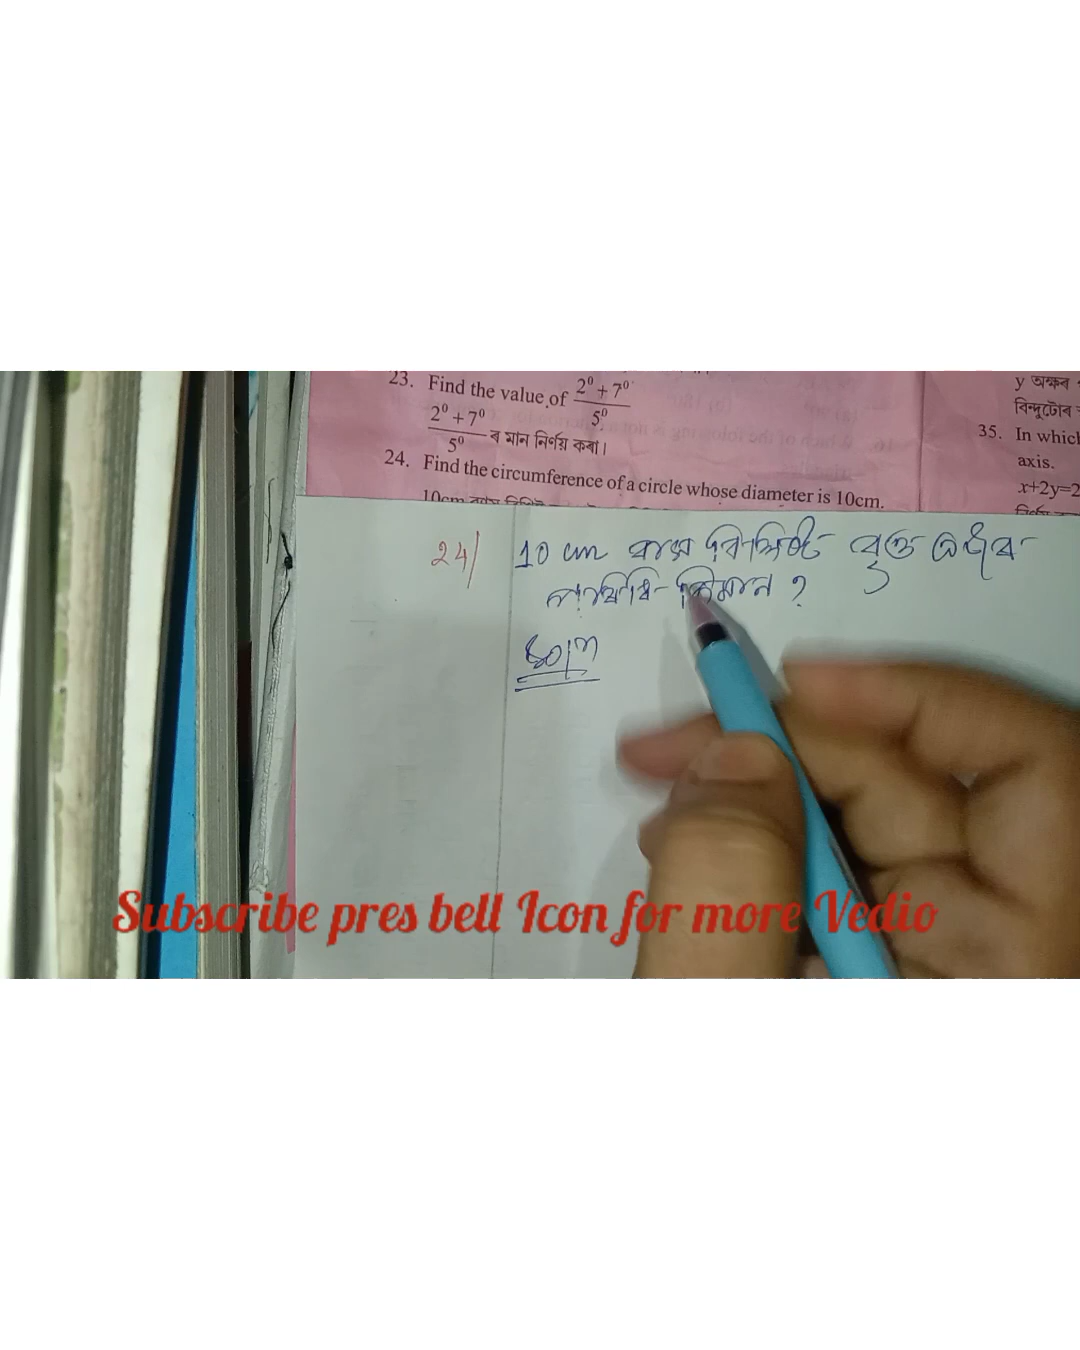 23. Find the value of 2⁰ + 7⁰ / 5⁰
2⁰ + 7⁰ / 5⁰ ৰ মান নিৰ্ণয় কৰা।
24. Find the circumference of a circle whose diameter is 10cm.
10cm
y অক্ষৰ
বিন্দুটোৰ
35. In which
axis.
x+2y=2
24/ 10 cm ব্যাস বিশিষ্ট বৃত্ত এটাৰ
পৰিধি কিমান ?
Subscribe pres bell Icon for more Vedio